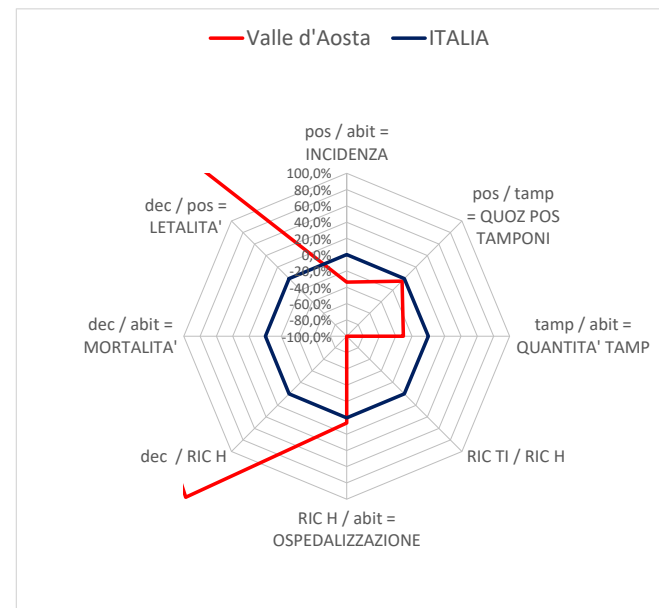 Valle d'Aosta ITALIA
pos / abit =
INCIDENZA
100,0%
80,0%
60,0%
40,0%
20,0%
0,0%
-20,0%
-40,0%
-60,0%
-80,0%
-100,0%
pos / tamp
= QUOZ POS
TAMPONI
tamp / abit =
QUANTITA' TAMP
RIC TI / RIC H
RIC H / abit =
OSPEDALIZZAZIONE
dec / RIC H
dec / abit =
MORTALITA'
dec / pos =
LETALITA'